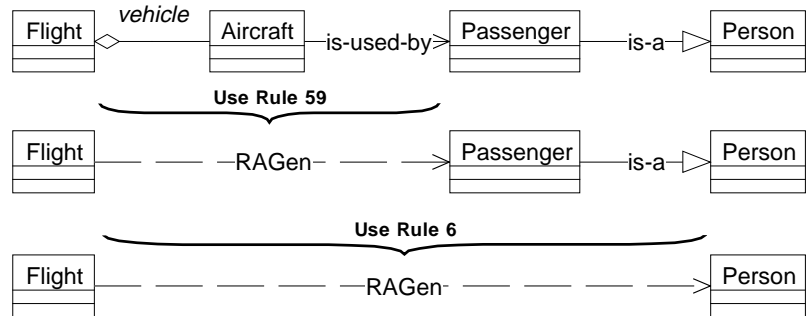 vehicle
Flight Aircraft is-used-by Passenger is-a Person
Use Rule 59
Flight RAGen Passenger is-a Person
Use Rule 6
Flight RAGen Person